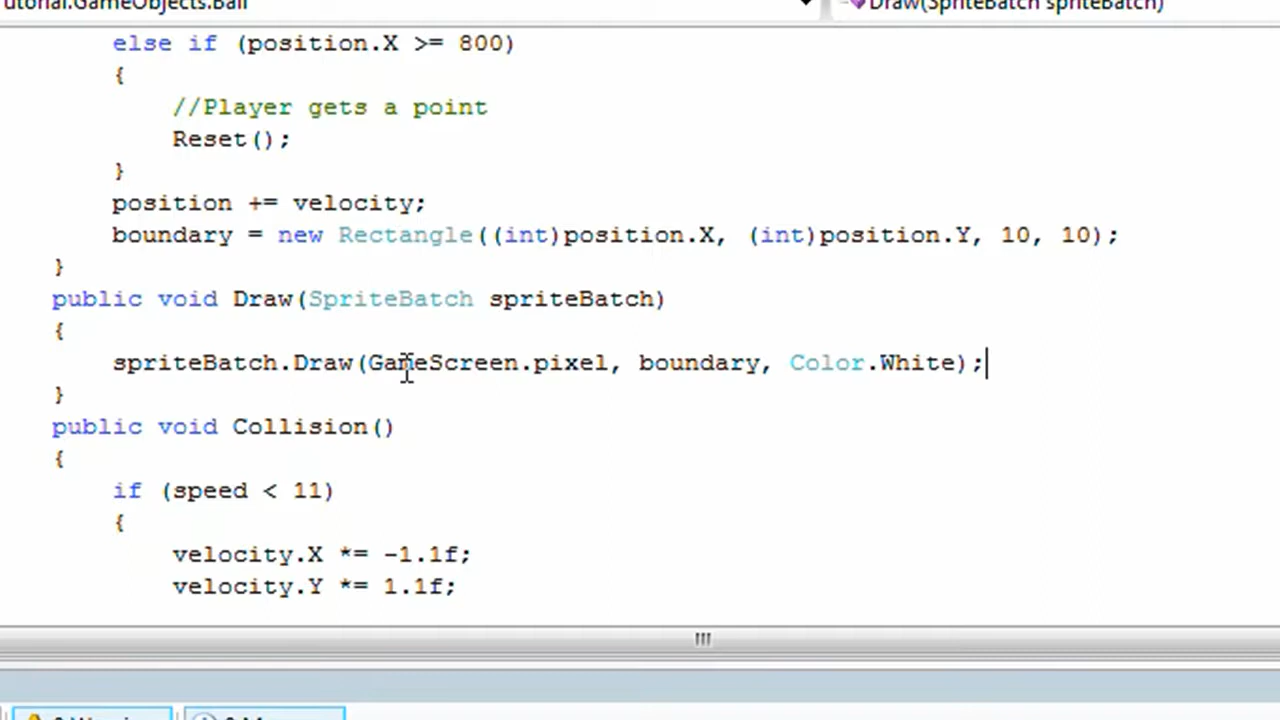 utorial.GameObjects.Ball
Draw(SpriteBatch spriteBatch)
else if (position.X >= 800)
{
//Player gets a point
Reset();
}
position += velocity;
boundary = new Rectangle((int)position.X, (int)position.Y, 10, 10);
}
public void Draw(SpriteBatch spriteBatch)
{
spriteBatch.Draw(GameScreen.pixel, boundary, Color.White);
}
public void Collision()
{
if (speed < 11)
{
velocity.X *= -1.1f;
velocity.Y *= 1.1f;